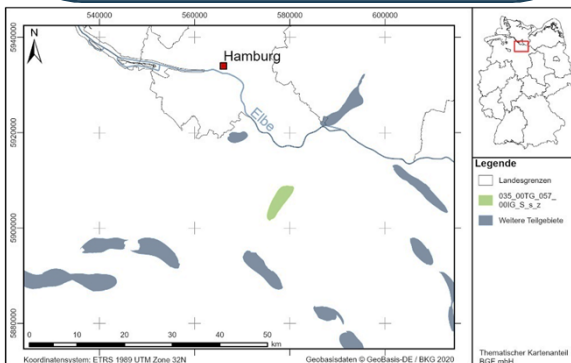 540000
560000
580000
600000
5940000
N
Hamburg
Elbe
5920000
5900000
5880000
0
10
20
30
40
50
km
Koordinatensystem: ETRS 1989 UTM Zone 32N
Geobasisdaten © GeoBasis-DE / BKG 2020
Legende
Landesgrenzen
035_00TG_057_
00IG_S_s_z
Weitere Teilgebiete
Thematischer Kartenanteil
BGE mbH